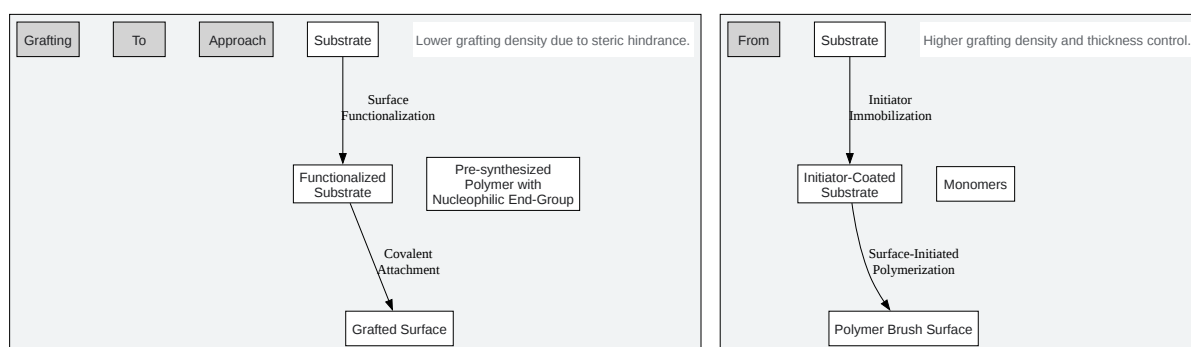 Grafting
To
Approach
Substrate
Lower grafting density due to steric hindrance.
Surface
Functionalization
Functionalized
Substrate
Pre-synthesized
Polymer with
Nucleophilic End-Group
Covalent
Attachment
Grafted Surface
From
Substrate
Higher grafting density and thickness control.
Initiator
Immobilization
Initiator-Coated
Substrate
Monomers
Surface-Initiated
Polymerization
Polymer Brush Surface